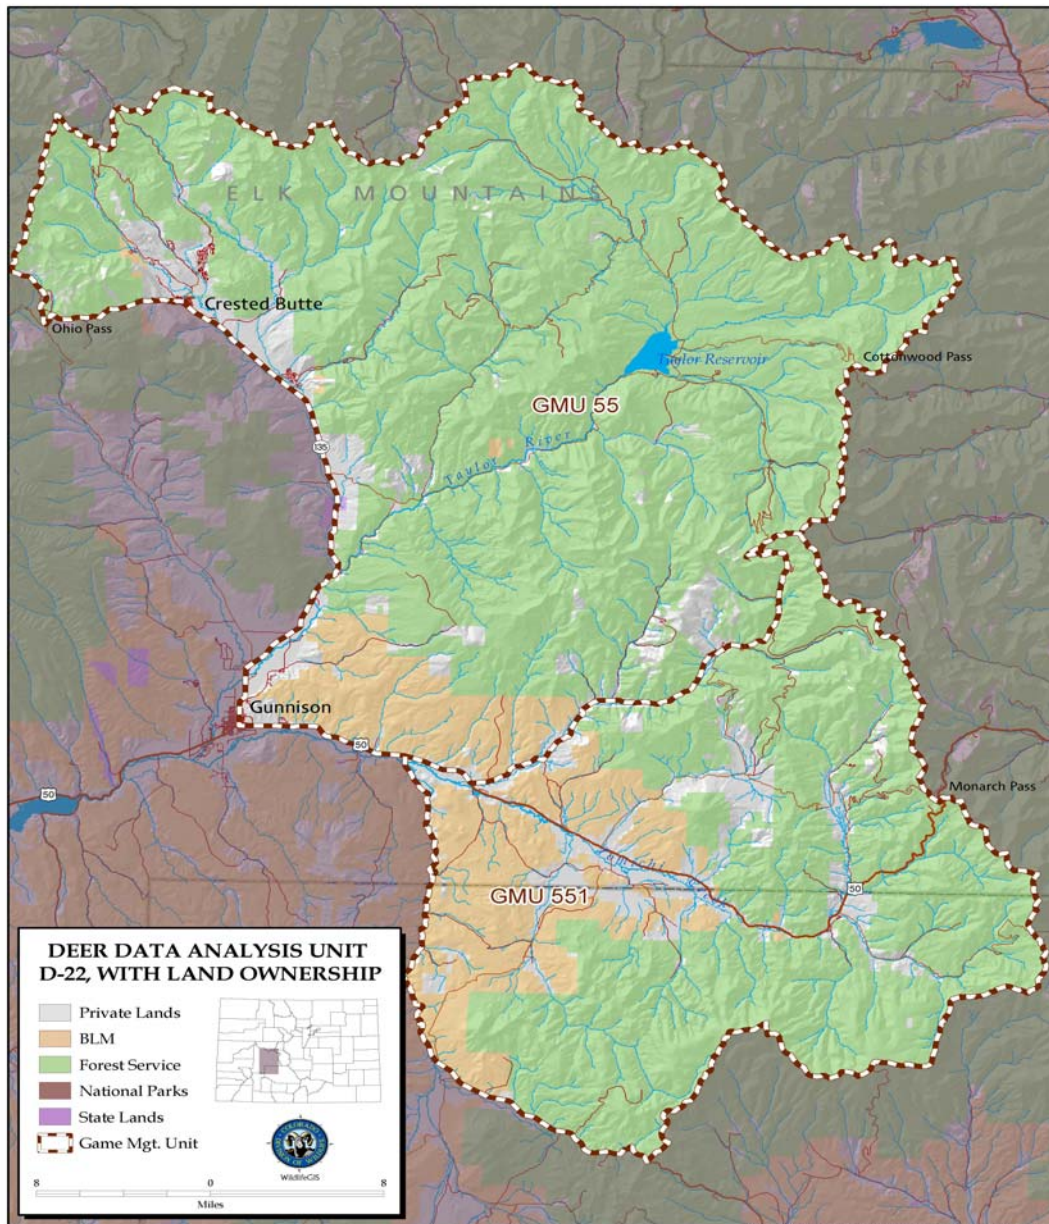 ELK MOUNTAINS
Crested Butte
Ohio Pass
Taylor Reservoir
Cottonwood Pass
GMU 55
Taylor River
135
Gunnison
50
50
Monarch Pass
50
GMU 551
DEER DATA ANALYSIS UNIT
D-22, WITH LAND OWNERSHIP
Private Lands
BLM
Forest Service
National Parks
State Lands
Game Mgt. Unit
WildlifeGIS
8 0 8
Miles